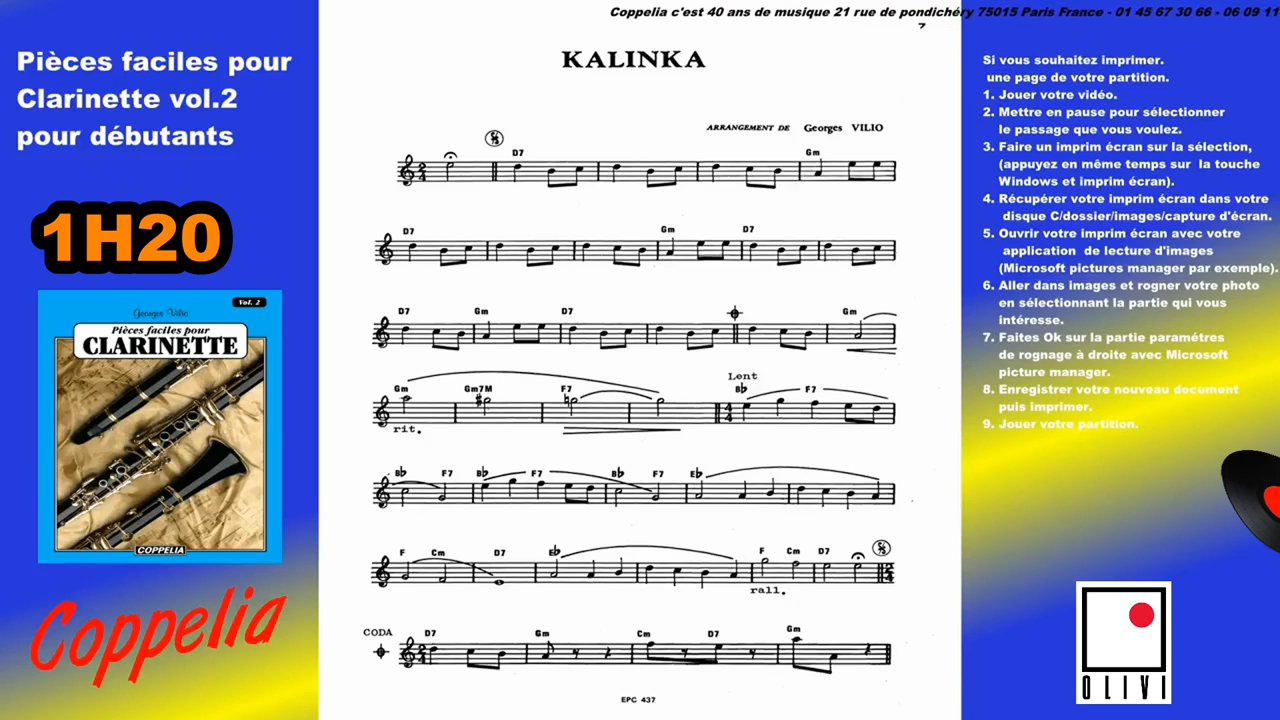 Coppelia c'est 40 ans de musique 21 rue de pondichéry 75015 Paris France - 01 45 67 30 66 - 06 09 11
Pièces faciles pour
Clarinette vol.2
pour débutants
1H20
Vol. 2
Georges Vilio
Pièces faciles pour
CLARINETTE
COPPELIA
Coppelia
7
KALINKA
ARRANGEMENT DE Georges VILIO
D7 Gm
2/4
D7 Gm D7
D7 Gm D7 Gm
Lent
Gm Gm7M F7 B♭ F7
4/4
rit.
B♭ F7 B♭ F7 B♭ F7 E♭
F Cm D7 E♭ F Cm D7
2/4
rall.
CODA D7 Gm Cm D7 Gm
2/4
EPC 437
Si vous souhaitez imprimer.
une page de votre partition.
1. Jouer votre vidéo.
2. Mettre en pause pour sélectionner
le passage que vous voulez.
3. Faire un imprim écran sur la sélection,
(appuyez en même temps sur la touche
Windows et imprim écran).
4. Récupérer votre imprim écran dans votre
disque C/dossier/images/capture d'écran.
5. Ouvrir votre imprim écran avec votre
application de lecture d'images
(Microsoft pictures manager par exemple).
6. Aller dans images et rogner votre photo
en sélectionnant la partie qui vous
intéresse.
7. Faites Ok sur la partie paramétres
de rognage à droite avec Microsoft
picture manager.
8. Enregistrer votre nouveau document
puis imprimer.
9. Jouer votre partition.
OLIVI